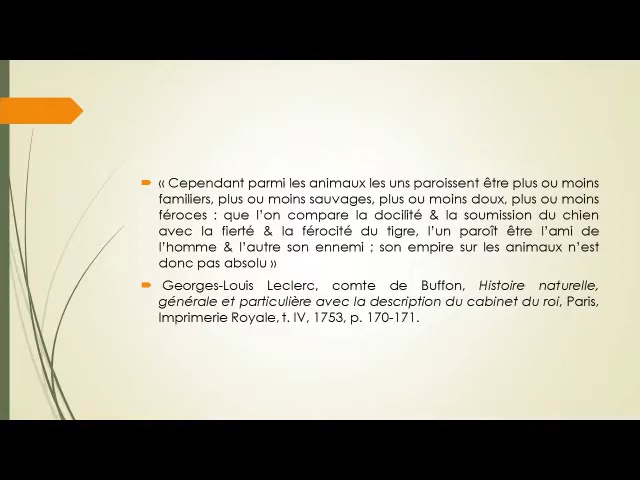 « Cependant parmi les animaux les uns paroissent être plus ou moins
familiers, plus ou moins sauvages, plus ou moins doux, plus ou moins
féroces : que l'on compare la docilité & la soumission du chien
avec la fierté & la férocité du tigre, l'un paroît être l'ami de
l'homme & l'autre son ennemi ; son empire sur les animaux n'est
donc pas absolu »
Georges-Louis Leclerc, comte de Buffon, Histoire naturelle,
générale et particulière avec la description du cabinet du roi, Paris,
Imprimerie Royale, t. IV, 1753, p. 170-171.